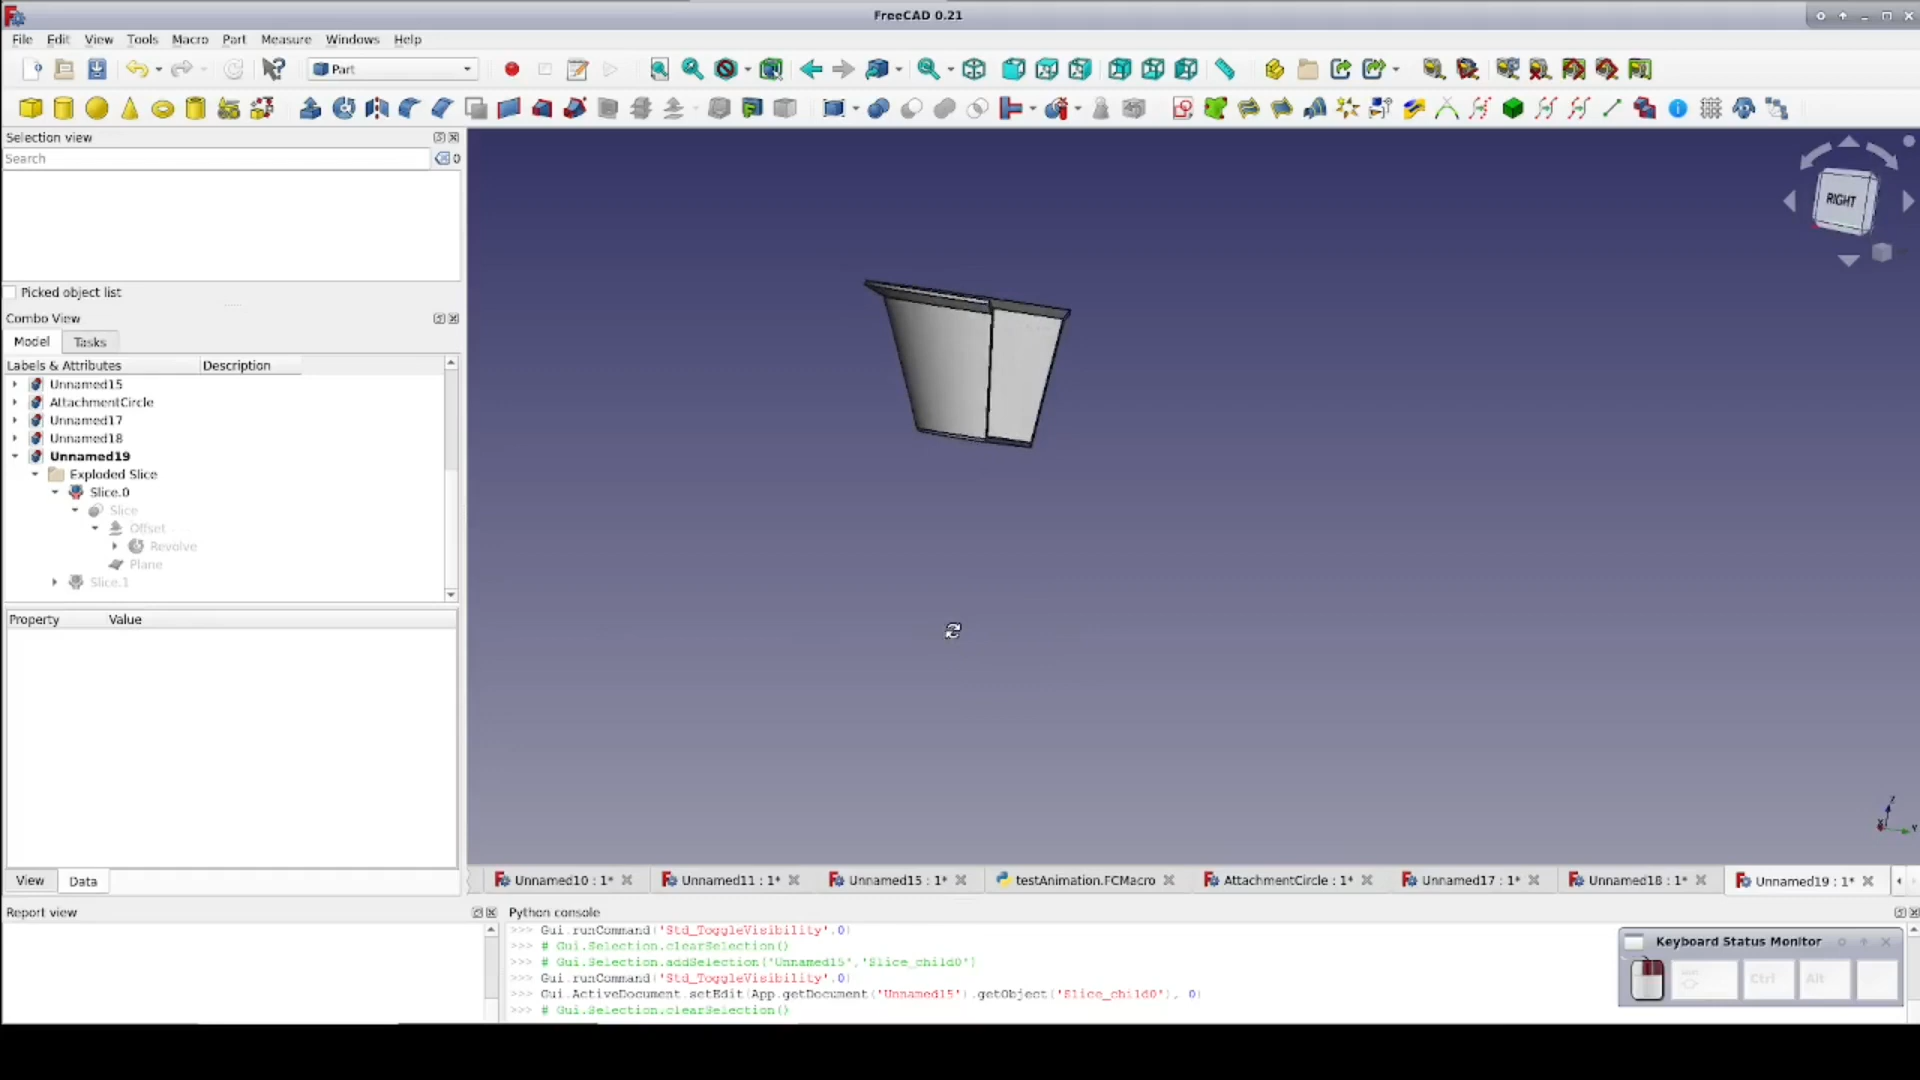 FreeCAD 0.21
File Edit View Tools Macro Part Measure Windows Help
Part
Selection view
Search
0
RIGHT
Picked object list
Combo View
Model Tasks
Labels & Attributes Description
Unnamed15
AttachmentCircle
Unnamed17
Unnamed18
Unnamed19
Exploded Slice
Slice.0
Slice
Offset
Revolve
Plane
Slice.1
Property Value
Z
X
Y
View Data
Unnamed10 : 1* Unnamed11 : 1* Unnamed15 : 1* testAnimation.FCMacro AttachmentCircle : 1* Unnamed17 : 1* Unnamed18 : 1* Unnamed19 : 1*
Report view
Python console
>>> Gui.runCommand('Std_ToggleVisibility',0)
>>> # Gui.Selection.clearSelection()
>>> # Gui.Selection.addSelection('Unnamed15','Slice_child0')
>>> Gui.runCommand('Std_ToggleVisibility',0)
>>> Gui.ActiveDocument.setEdit(App.getDocument('Unnamed15').getObject('Slice_child0'), 0)
>>> # Gui.Selection.clearSelection()
Keyboard Status Monitor
Ctrl Alt